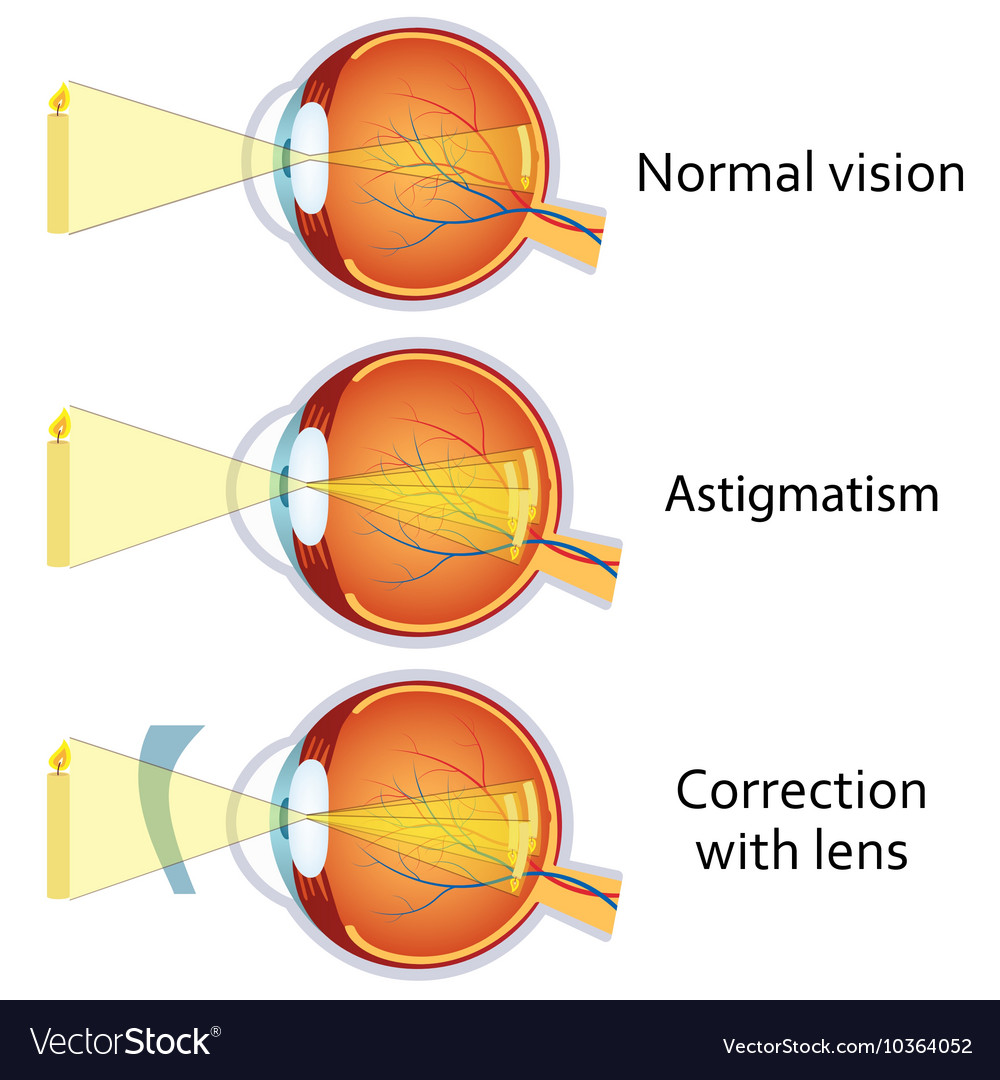 Normal vision
Astigmatism
Correction
with lens
VectorStock®
VectorStock.com/10364052